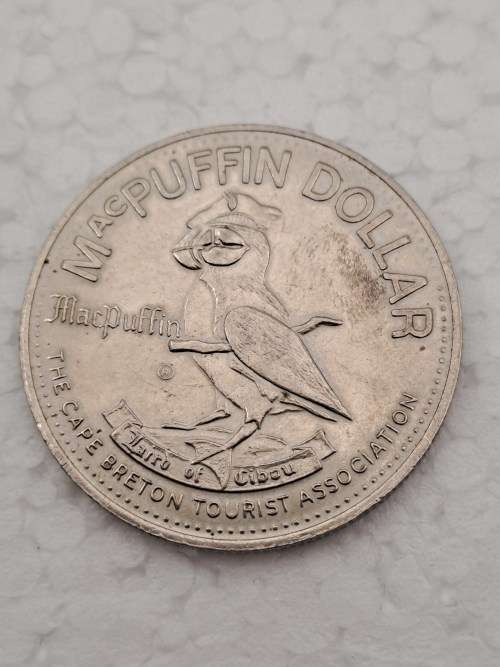 MacPUFFIN DOLLAR
MacPuffin
®
Laird of Cibou
THE CAPE BRETON TOURIST ASSOCIATION